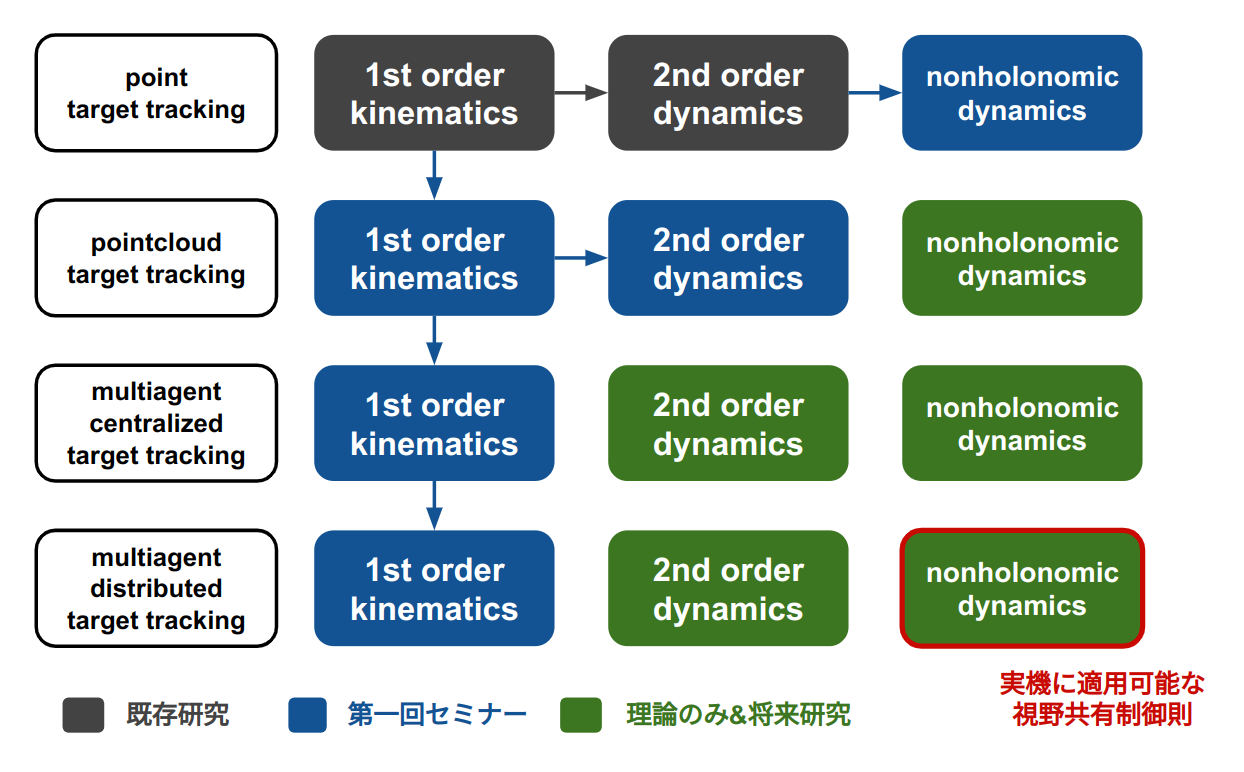 point
target tracking
1st order
kinematics
2nd order
dynamics
nonholonomic
dynamics
pointcloud
target tracking
1st order
kinematics
2nd order
dynamics
nonholonomic
dynamics
multiagent
centralized
target tracking
1st order
kinematics
2nd order
dynamics
nonholonomic
dynamics
multiagent
distributed
target tracking
1st order
kinematics
2nd order
dynamics
nonholonomic
dynamics
既存研究
第一回セミナー
理論のみ&将来研究
実機に適用可能な
視野共有制御則